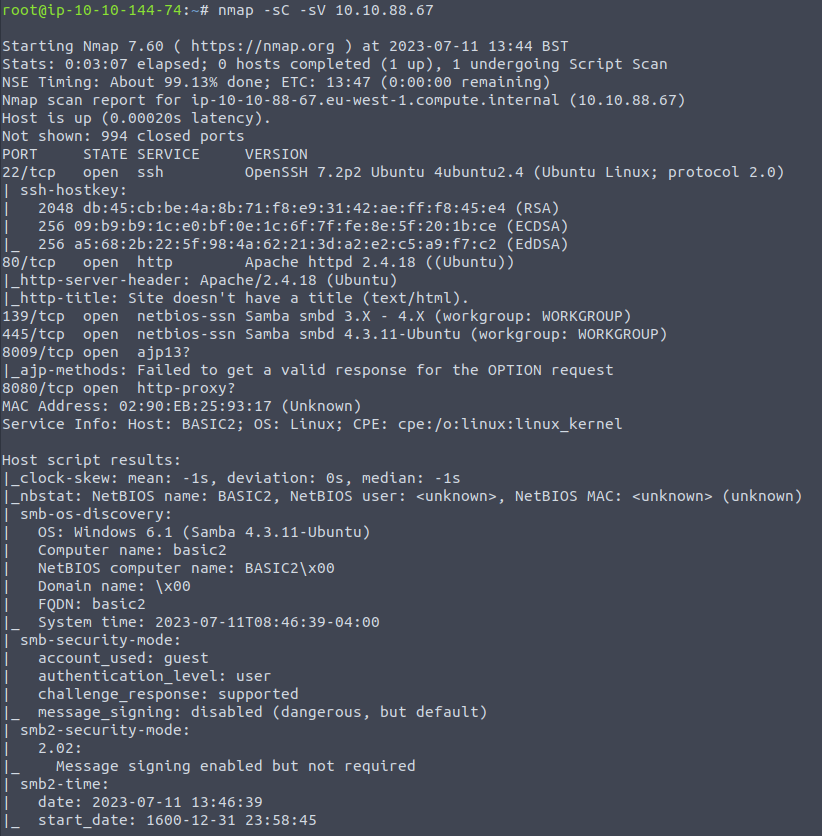 root@ip-10-10-144-74:~# nmap -sC -sV 10.10.88.67
Starting Nmap 7.60 ( https://nmap.org ) at 2023-07-11 13:44 BST
Stats: 0:03:07 elapsed; 0 hosts completed (1 up), 1 undergoing Script Scan
NSE Timing: About 99.13% done; ETC: 13:47 (0:00:00 remaining)
Nmap scan report for ip-10-10-88-67.eu-west-1.compute.internal (10.10.88.67)
Host is up (0.00020s latency).
Not shown: 994 closed ports
PORT     STATE SERVICE     VERSION
22/tcp   open  ssh         OpenSSH 7.2p2 Ubuntu 4ubuntu2.4 (Ubuntu Linux; protocol 2.0)
| ssh-hostkey:
|   2048 db:45:cb:be:4a:8b:71:f8:e9:31:42:ae:ff:f8:45:e4 (RSA)
|   256 09:b9:b9:1c:e0:bf:0e:1c:6f:7f:fe:8e:5f:20:1b:ce (ECDSA)
|_  256 a5:68:2b:22:5f:98:4a:62:21:3d:a2:e2:c5:a9:f7:c2 (EdDSA)
80/tcp   open  http        Apache httpd 2.4.18 ((Ubuntu))
|_http-server-header: Apache/2.4.18 (Ubuntu)
|_http-title: Site doesn't have a title (text/html).
139/tcp  open  netbios-ssn Samba smbd 3.X - 4.X (workgroup: WORKGROUP)
445/tcp  open  netbios-ssn Samba smbd 4.3.11-Ubuntu (workgroup: WORKGROUP)
8009/tcp open  ajp13?
|_ajp-methods: Failed to get a valid response for the OPTION request
8080/tcp open  http-proxy?
MAC Address: 02:90:EB:25:93:17 (Unknown)
Service Info: Host: BASIC2; OS: Linux; CPE: cpe:/o:linux:linux_kernel
Host script results:
|_clock-skew: mean: -1s, deviation: 0s, median: -1s
|_nbstat: NetBIOS name: BASIC2, NetBIOS user: <unknown>, NetBIOS MAC: <unknown> (unknown)
| smb-os-discovery:
|   OS: Windows 6.1 (Samba 4.3.11-Ubuntu)
|   Computer name: basic2
|   NetBIOS computer name: BASIC2\x00
|   Domain name: \x00
|   FQDN: basic2
|_  System time: 2023-07-11T08:46:39-04:00
| smb-security-mode:
|   account_used: guest
|   authentication_level: user
|   challenge_response: supported
|_  message_signing: disabled (dangerous, but default)
| smb2-security-mode:
|   2.02:
|_    Message signing enabled but not required
| smb2-time:
|   date: 2023-07-11 13:46:39
|_  start_date: 1600-12-31 23:58:45